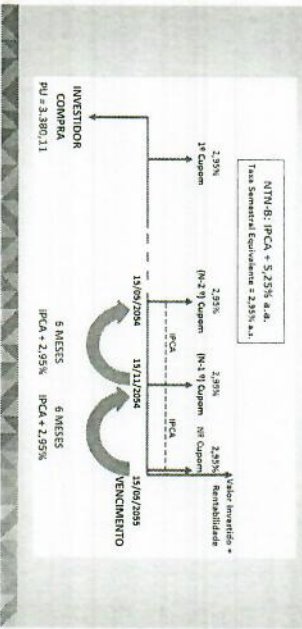 NTN-B: IPCA + 5,25% a.a.
Taxa Semestral Equivalente = 2,95% a.s.
Valor investido +
Rentabilidade
2,95%
1º Cupom
2,95%
(N-2 º) Cupom
2,95%
(N-1 º) Cupom
2,95%
Nº Cupom
IPCA
IPCA
15/05/2054
15/11/2054
15/05/2055
VENCIMENTO
INVESTIDOR
COMPRA
PU = 3.380,11
6 MESES
IPCA + 2,95%
6 MESES
IPCA + 2,95%